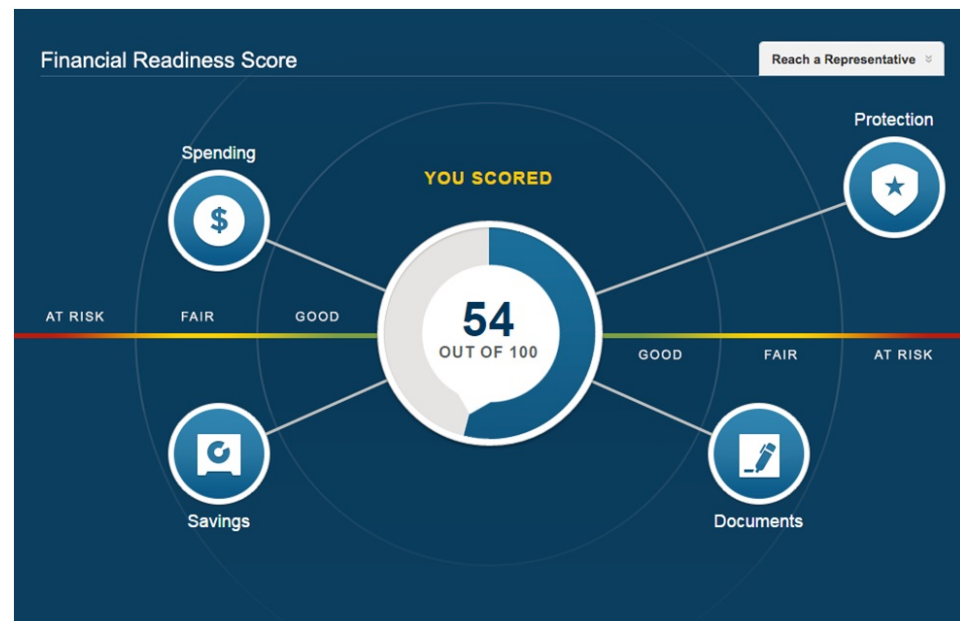 Financial Readiness Score
Reach a Representative
Protection
Spending
$
YOU SCORED
54
OUT OF 100
AT RISK FAIR GOOD
GOOD FAIR AT RISK
Savings
Documents